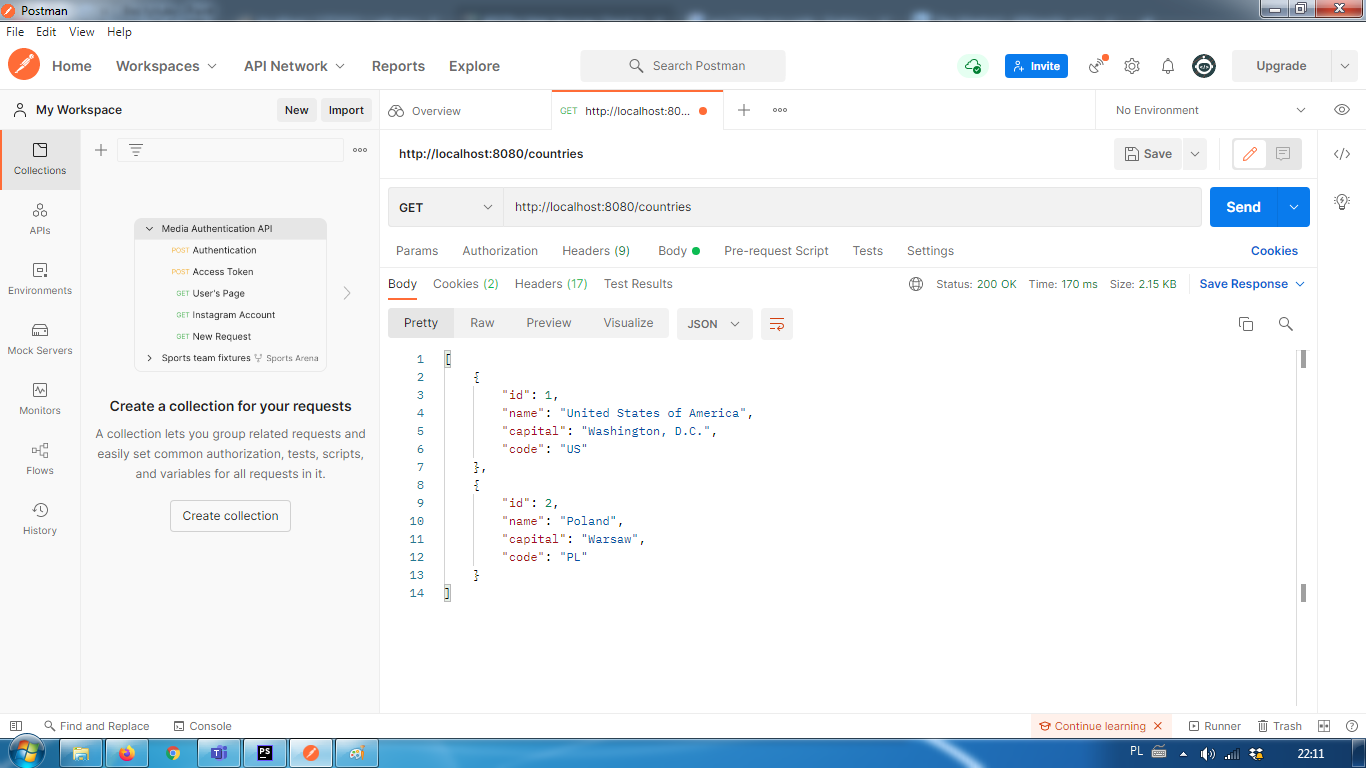 Postman
File Edit View Help
Home Workspaces API Network Reports Explore Search Postman Invite Upgrade
My Workspace New Import Overview GET http://localhost:80... No Environment
Collections
APIs
Environments
Mock Servers
Monitors
Flows
History
Media Authentication API
POST Authentication
POST Access Token
GET User's Page
GET Instagram Account
GET New Request
Sports team fixtures Sports Arena
Create a collection for your requests
A collection lets you group related requests and
easily set common authorization, tests, scripts,
and variables for all requests in it.
Create collection
http://localhost:8080/countries Save
GET http://localhost:8080/countries Send
Params Authorization Headers (9) Body Pre-request Script Tests Settings Cookies
Body Cookies (2) Headers (17) Test Results Status: 200 OK Time: 170 ms Size: 2.15 KB Save Response
Pretty Raw Preview Visualize JSON
1 [
2 {
3 "id": 1,
4 "name": "United States of America",
5 "capital": "Washington, D.C.",
6 "code": "US"
7 },
8 {
9 "id": 2,
10 "name": "Poland",
11 "capital": "Warsaw",
12 "code": "PL"
13 }
14 ]
Find and Replace Console Continue learning Runner Trash
PS PL 22:11